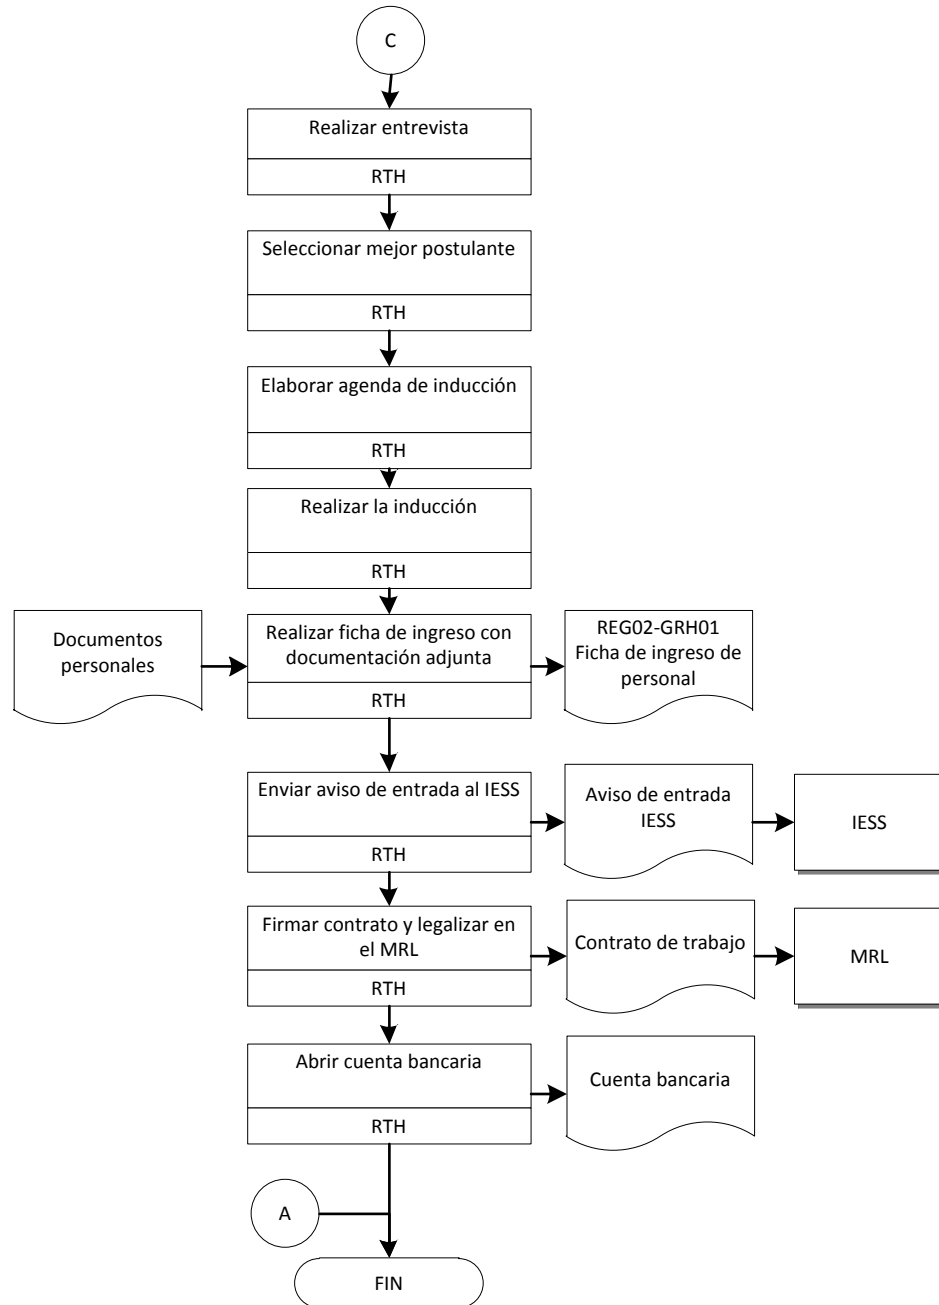 C
Realizar entrevista
RTH
Seleccionar mejor postulante
RTH
Elaborar agenda de inducción
RTH
Realizar la inducción
RTH
Documentos
personales
Realizar ficha de ingreso con
documentación adjunta
RTH
REG02-GRH01
Ficha de ingreso de
personal
Enviar aviso de entrada al IESS
RTH
Aviso de entrada
IESS
IESS
Firmar contrato y legalizar en
el MRL
RTH
Contrato de trabajo
MRL
Abrir cuenta bancaria
RTH
Cuenta bancaria
A
FIN